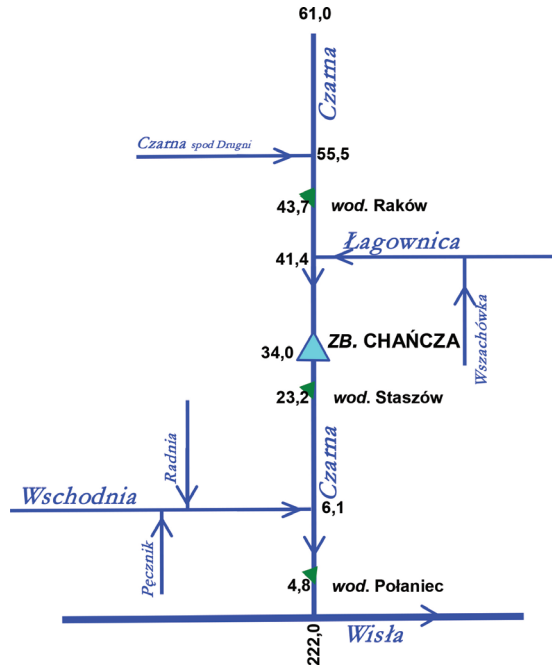 61,0
Czarna
Czarna spod Drugni
55,5
43,7
wod. Raków
Łagownica
41,4
Wszachówka
ZB. CHAŃCZA
34,0
23,2
wod. Staszów
Radnia
Czarna
Wschodnia
6,1
Pęcznik
4,8
wod. Połaniec
Wisła
222,0